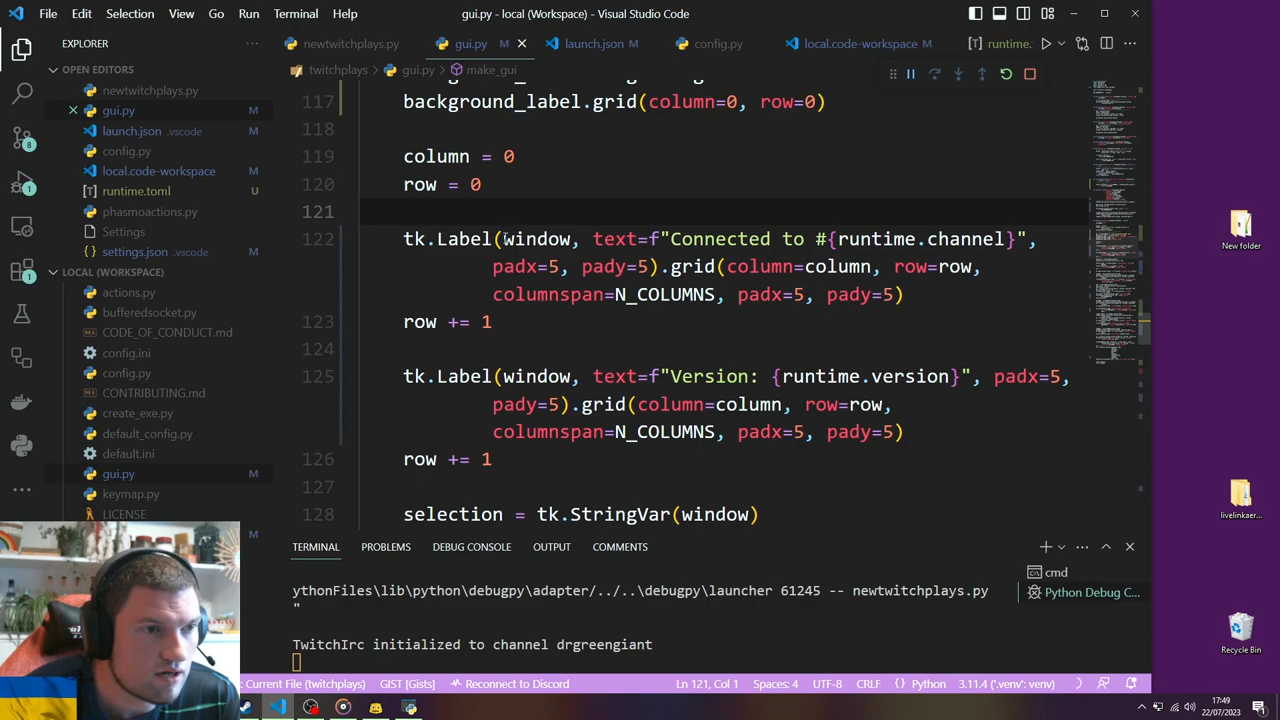 File Edit Selection View Go Run Terminal Help
gui.py - local (Workspace) - Visual Studio Code
EXPLORER
newtwitchplays.py
gui.py M
launch.json M
config.py
local.code-workspace M
runtime.
OPEN EDITORS
newtwitchplays.py
gui.py M
launch.json .vscode M
config.py
local.code-workspace M
runtime.toml U
phasmoactions.py
Settings
settings.json .vscode M
LOCAL (WORKSPACE)
actions.py
bufferedsocket.py
CODE_OF_CONDUCT.md
config.ini
config.py
CONTRIBUTING.md
create_exe.py
default_config.py
default.ini
gui.py M
keymap.py
LICENSE
M
twitchplays > gui.py > make_gui
117 background_label.grid(column=0, row=0)
118
119 column = 0
120 row = 0
121
122 tk.Label(window, text=f"Connected to #{runtime.channel}",
padx=5, pady=5).grid(column=column, row=row,
columnspan=N_COLUMNS, padx=5, pady=5)
123 row += 1
124
125 tk.Label(window, text=f"Version: {runtime.version}", padx=5,
pady=5).grid(column=column, row=row,
columnspan=N_COLUMNS, padx=5, pady=5)
126 row += 1
127
128 selection = tk.StringVar(window)
TERMINAL PROBLEMS DEBUG CONSOLE OUTPUT COMMENTS
ythonFiles\lib\python\debugpy\adapter/../..\debugpy\launcher 61245 -- newtwitchplays.py
"
TwitchIrc initialized to channel drgreengiant
cmd
Python Debug C...
Current File (twitchplays) GIST [Gists] Reconnect to Discord
Ln 121, Col 1 Spaces: 4 UTF-8 CRLF Python 3.11.4 ('.venv': venv)
New folder
livelinkaer...
Recycle Bin
17:49
22/07/2023